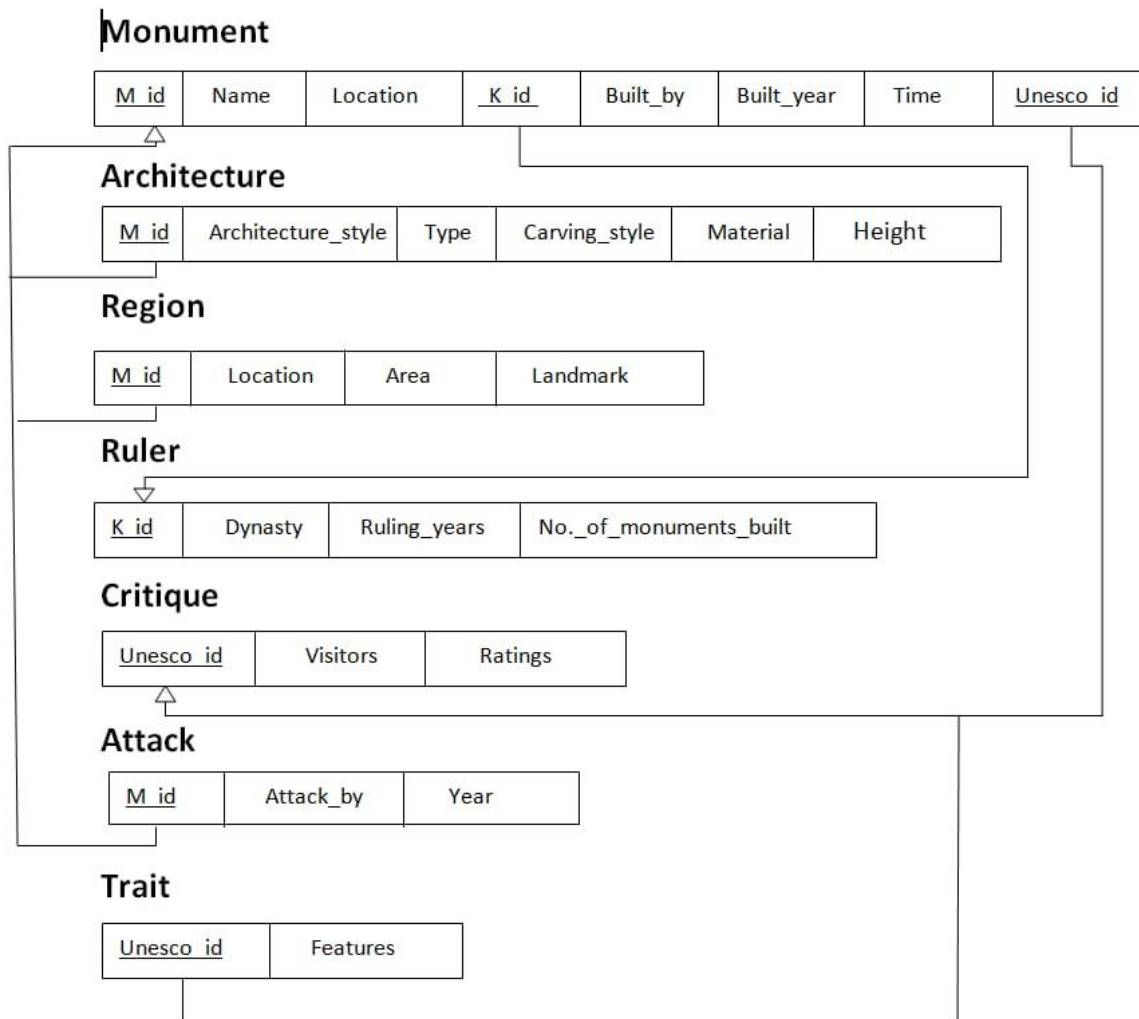 Monument
M_id Name Location K_id Built_by Built_year Time Unesco_id
Architecture
M_id Architecture_style Type Carving_style Material Height
Region
M_id Location Area Landmark
Ruler
K_id Dynasty Ruling_years No._of_monuments_built
Critique
Unesco_id Visitors Ratings
Attack
M_id Attack_by Year
Trait
Unesco_id Features